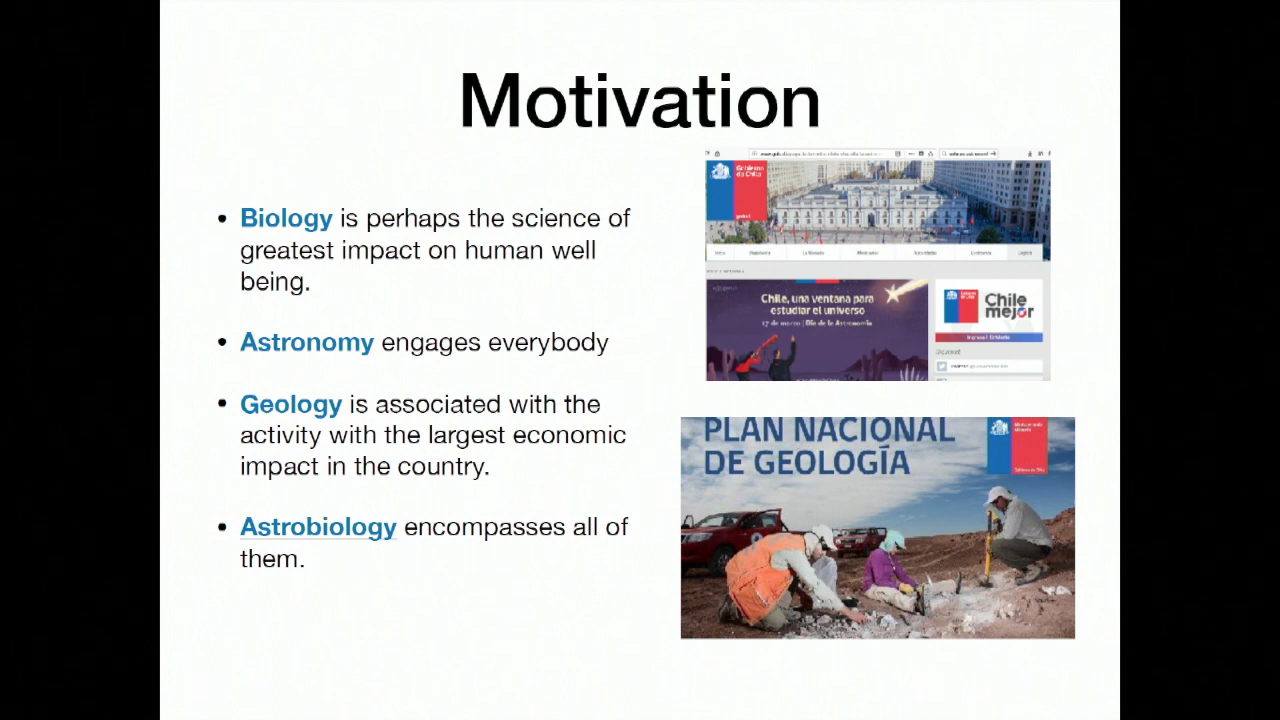 Motivation
• Biology is perhaps the science of
greatest impact on human well
being.
• Astronomy engages everybody
• Geology is associated with the
activity with the largest economic
impact in the country.
• Astrobiology encompasses all of
them.
Gobierno
de Chile
gob.cl
Chile, una ventana para
estudiar el universo
17 de marzo | Día de la Astronomía
Chile
mejor
PLAN NACIONAL
DE GEOLOGÍA